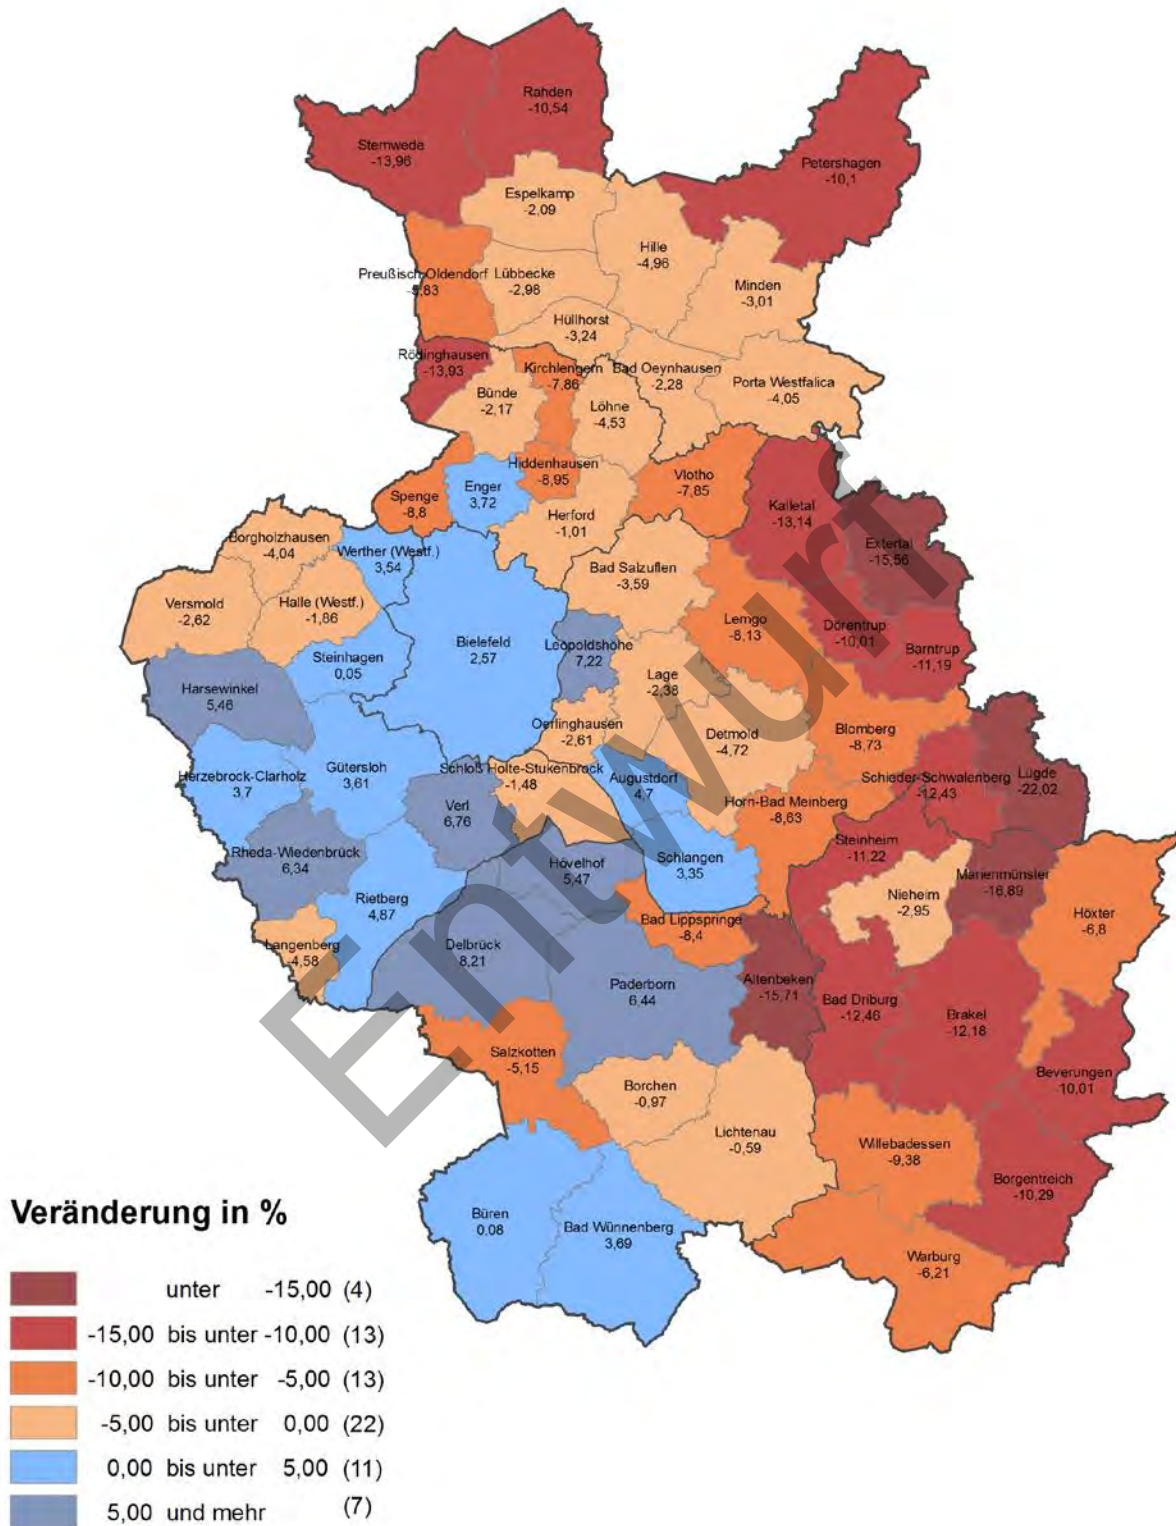 Rahden
-10,54
Stemwede
-13,96
Petershagen
-10,1
Espelkamp
-2,09
Hille
-4,96
Preußisch Oldendorf
-5,83
Lübbecke
-2,98
Minden
-3,01
Hüllhorst
-3,24
Rödinghausen
-13,93
Kirchlengern
-7,86
Bad Oeynhausen
-2,28
Porta Westfalica
-4,05
Bünde
-2,17
Löhne
-4,53
Hiddenhausen
-8,95
Vlotho
-7,85
Enger
3,72
Spenge
-8,8
Kalletal
-13,14
Herford
-1,01
Borgholzhausen
-4,04
Werther (Westf.)
3,54
Extertal
-15,56
Bad Salzuflen
-3,59
Versmold
-2,62
Halle (Westf.)
-1,86
Lemgo
-8,13
Dörentrup
-10,01
Barntrup
-11,19
Bielefeld
2,57
Leopoldshöhe
7,22
Steinhagen
0,05
Lage
-2,38
Harsewinkel
5,46
Oerlinghausen
-2,61
Detmold
-4,72
Blomberg
-8,73
Herzebrock-Clarholz
3,7
Gütersloh
3,61
Schloß Holte-Stukenbrock
-1,48
Augustdorf
4,7
Schieder-Schwalenberg
-12,43
Lügde
-22,02
Verl
6,76
Horn-Bad Meinberg
-8,63
Steinheim
-11,22
Rheda-Wiedenbrück
6,34
Hövelhof
5,47
Schlangen
3,35
Marienmünster
-16,89
Nieheim
-2,95
Höxter
-6,8
Rietberg
4,87
Bad Lippspringe
-8,4
Langenberg
-4,58
Delbrück
8,21
Paderborn
6,44
Altenbeken
-15,71
Bad Driburg
-12,46
Brakel
-12,18
Salzkotten
-5,15
Beverungen
-10,01
Borchen
-0,97
Lichtenau
-0,59
Willebadessen
-9,38
Borgentreich
-10,29
Büren
0,08
Bad Wünnenberg
3,69
Warburg
-6,21
Entwurf
Veränderung in %
unter -15,00 (4)
-15,00 bis unter -10,00 (13)
-10,00 bis unter -5,00 (13)
-5,00 bis unter 0,00 (22)
0,00 bis unter 5,00 (11)
5,00 und mehr (7)